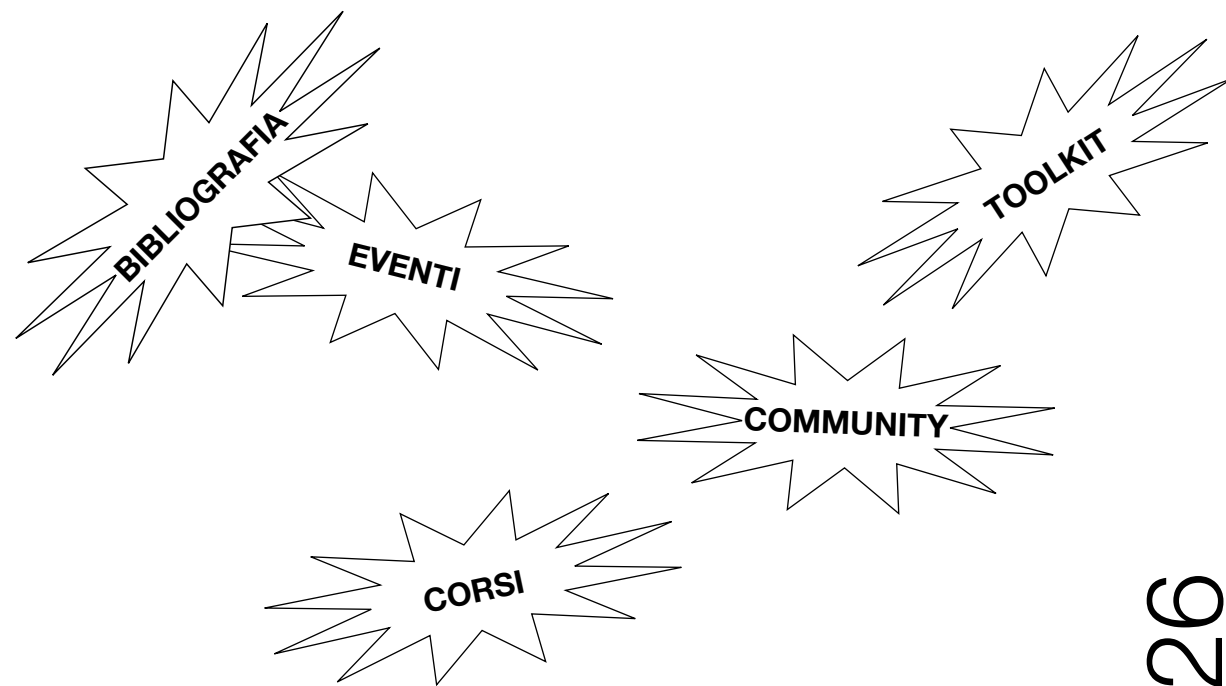 BIBLIOGRAFIA
TOOLKIT
EVENTI
COMMUNITY
CORSI
26